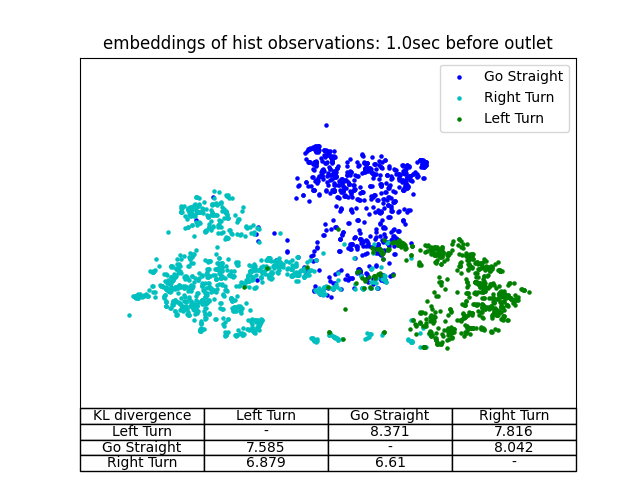 embeddings of hist observations: 1.0sec before outlet
Go Straight
Right Turn
Left Turn
KL divergence Left Turn Go Straight Right Turn
Left Turn - 8.371 7.816
Go Straight 7.585 - 8.042
Right Turn 6.879 6.61 -